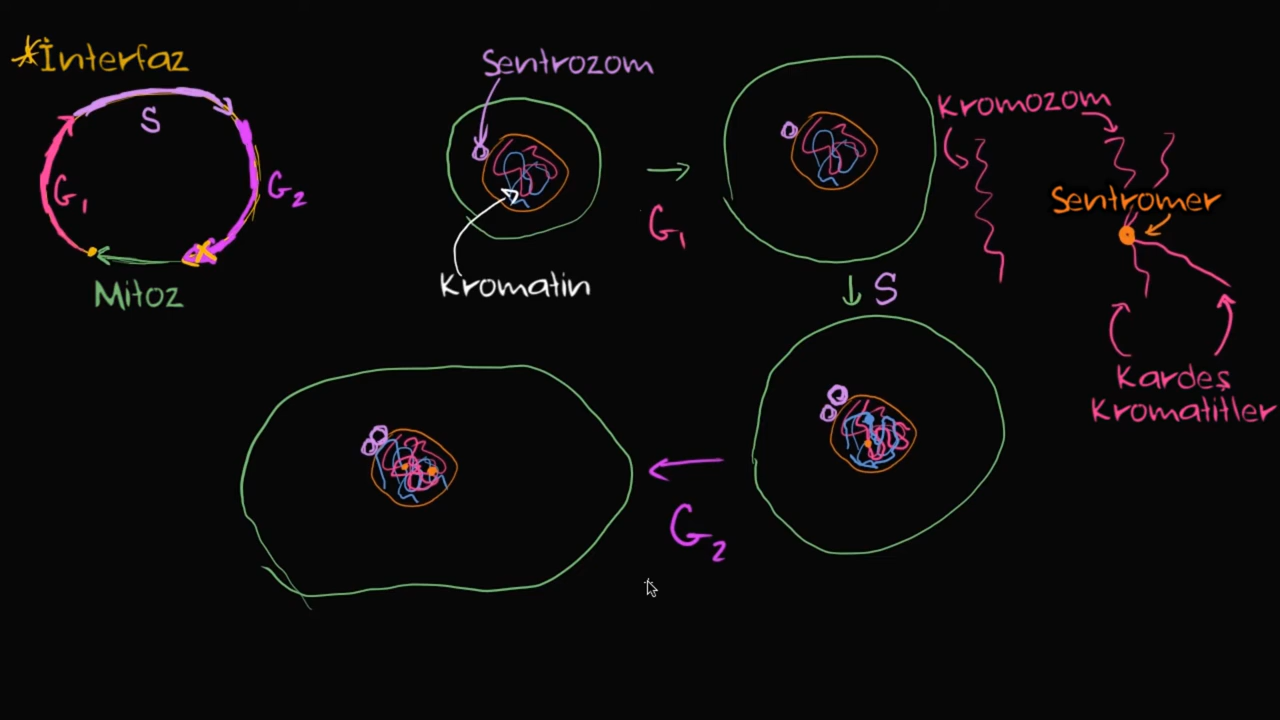 *İnterfaz
S
G1
G2
Mitoz
Sentrozom
Kromatin
G1
Kromozom
Sentromer
Kardeş
Kromatitler
S
G2